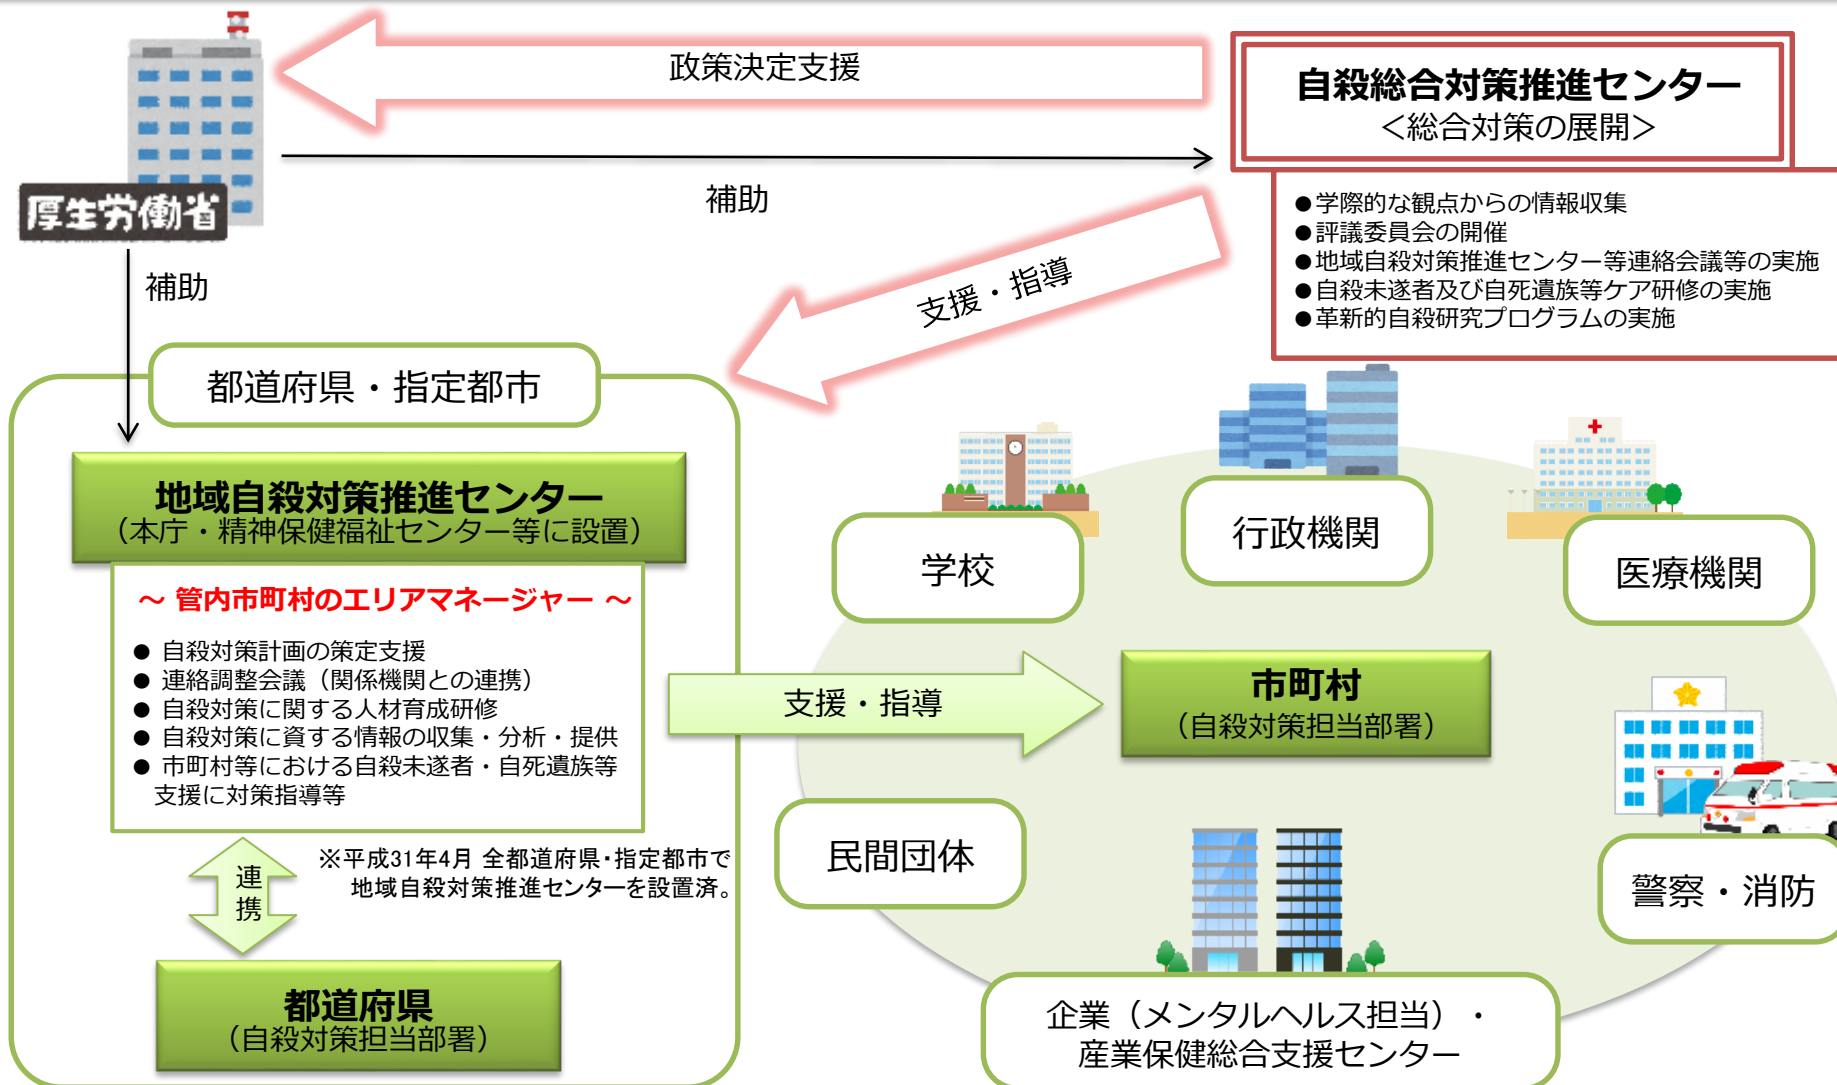 政策決定支援
自殺総合対策推進センター
＜総合対策の展開＞
厚生労働省
補助
●学際的な観点からの情報収集
●評議委員会の開催
●地域自殺対策推進センター等連絡会議等の実施
●自殺未遂者及び自死遺族等ケア研修の実施
●革新的自殺研究プログラムの実施
補助
支援・指導
都道府県・指定都市
地域自殺対策推進センター
（本庁・精神保健福祉センター等に設置）
～ 管内市町村のエリアマネージャー ～
● 自殺対策計画の策定支援
● 連絡調整会議（関係機関との連携）
● 自殺対策に関する人材育成研修
● 自殺対策に資する情報の収集・分析・提供
● 市町村等における自殺未遂者・自死遺族等
支援に対策指導等
連携
※平成31年4月 全都道府県・指定都市で
地域自殺対策推進センターを設置済。
都道府県
（自殺対策担当部署）
支援・指導
学校
行政機関
医療機関
市町村
（自殺対策担当部署）
民間団体
警察・消防
企業（メンタルヘルス担当）・
産業保健総合支援センター